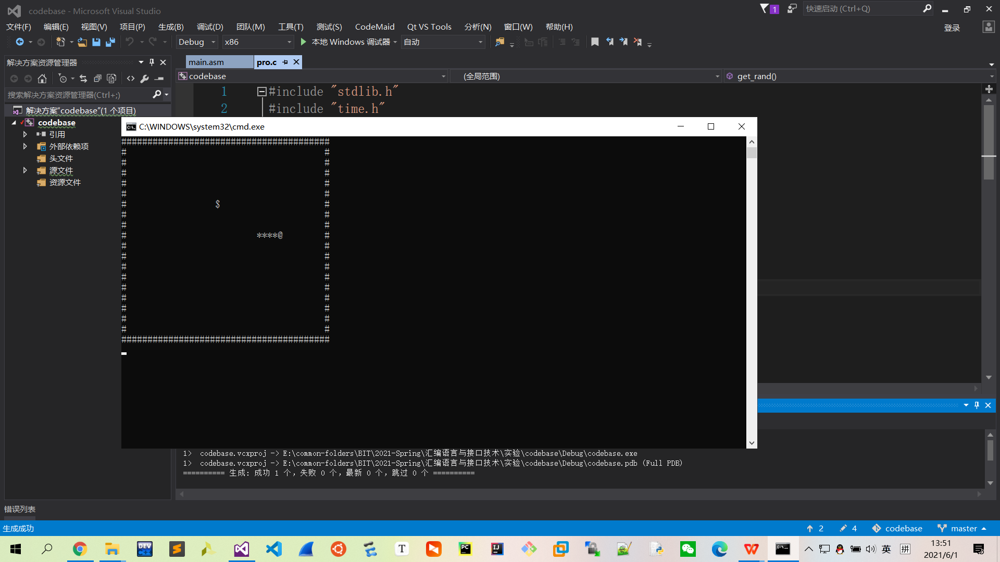 codebase - Microsoft Visual Studio
1
快速启动 (Ctrl+Q)
文件(F) 编辑(E) 视图(V) 项目(P) 生成(B) 调试(D) 团队(M) 工具(T) 测试(S) CodeMaid Qt VS Tools 分析(N) 窗口(W) 帮助(H)
登录
Debug x86 本地 Windows 调试器 自动
解决方案资源管理器
main.asm pro.c
codebase (全局范围) get_rand()
搜索解决方案资源管理器(Ctrl+;)
1 #include "stdlib.h"
2 #include "time.h"
解决方案"codebase"(1 个项目)
codebase
引用
外部依赖项
头文件
源文件
资源文件
C:\WINDOWS\system32\cmd.exe
########################################
#                                      #
#                                      #
#                                      #
#                                      #
#                                      #
#                 $                    #
#                                      #
#                                      #
#                         ****@        #
#                                      #
#                                      #
#                                      #
#                                      #
#                                      #
#                                      #
#                                      #
#                                      #
#                                      #
########################################
1>  codebase.vcxproj -> E:\common-folders\BIT\2021-Spring\汇编语言与接口技术\实验\codebase\Debug\codebase.exe
1>  codebase.vcxproj -> E:\common-folders\BIT\2021-Spring\汇编语言与接口技术\实验\codebase\Debug\codebase.pdb (Full PDB)
========== 生成: 成功 1 个，失败 0 个，最新 0 个，跳过 0 个 ==========
错误列表
生成成功
2 4 codebase master
DEV
C++
T
PC
IJ
英
拼
13:51
2021/6/1